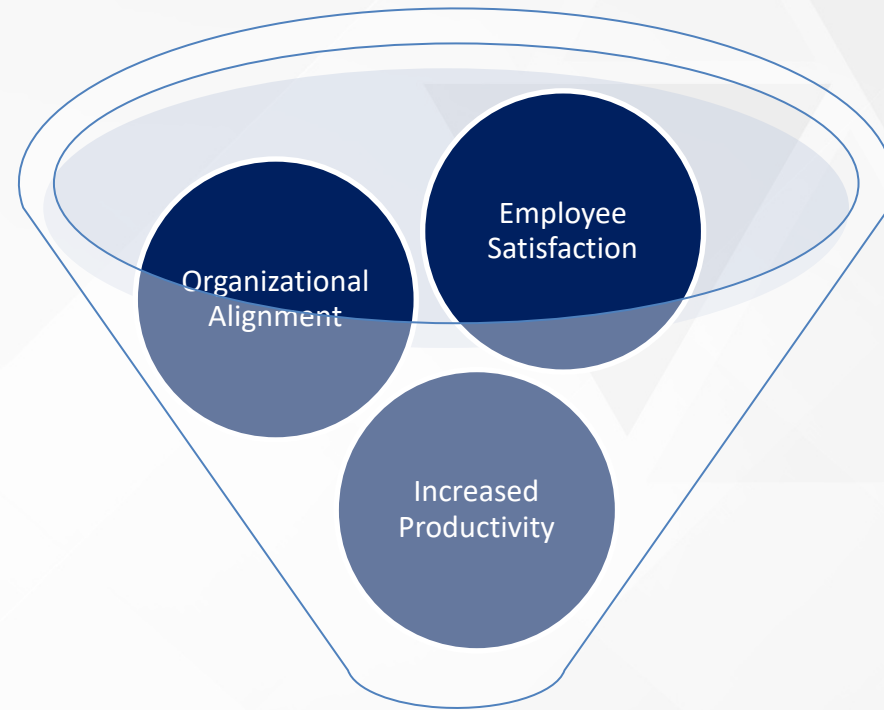 Employee
Satisfaction
Organizational
Alignment
Increased
Productivity